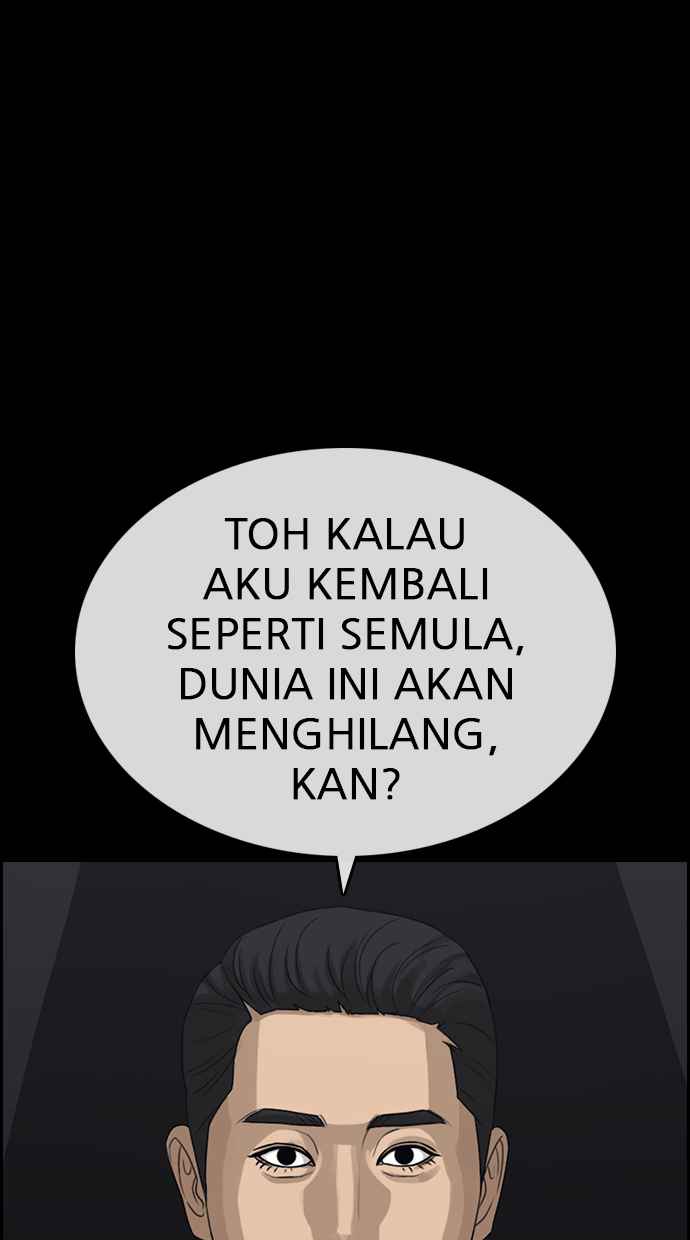 TOH KALAU
AKU KEMBALI
SEPERTI SEMULA,
DUNIA INI AKAN
MENGHILANG,
KAN?